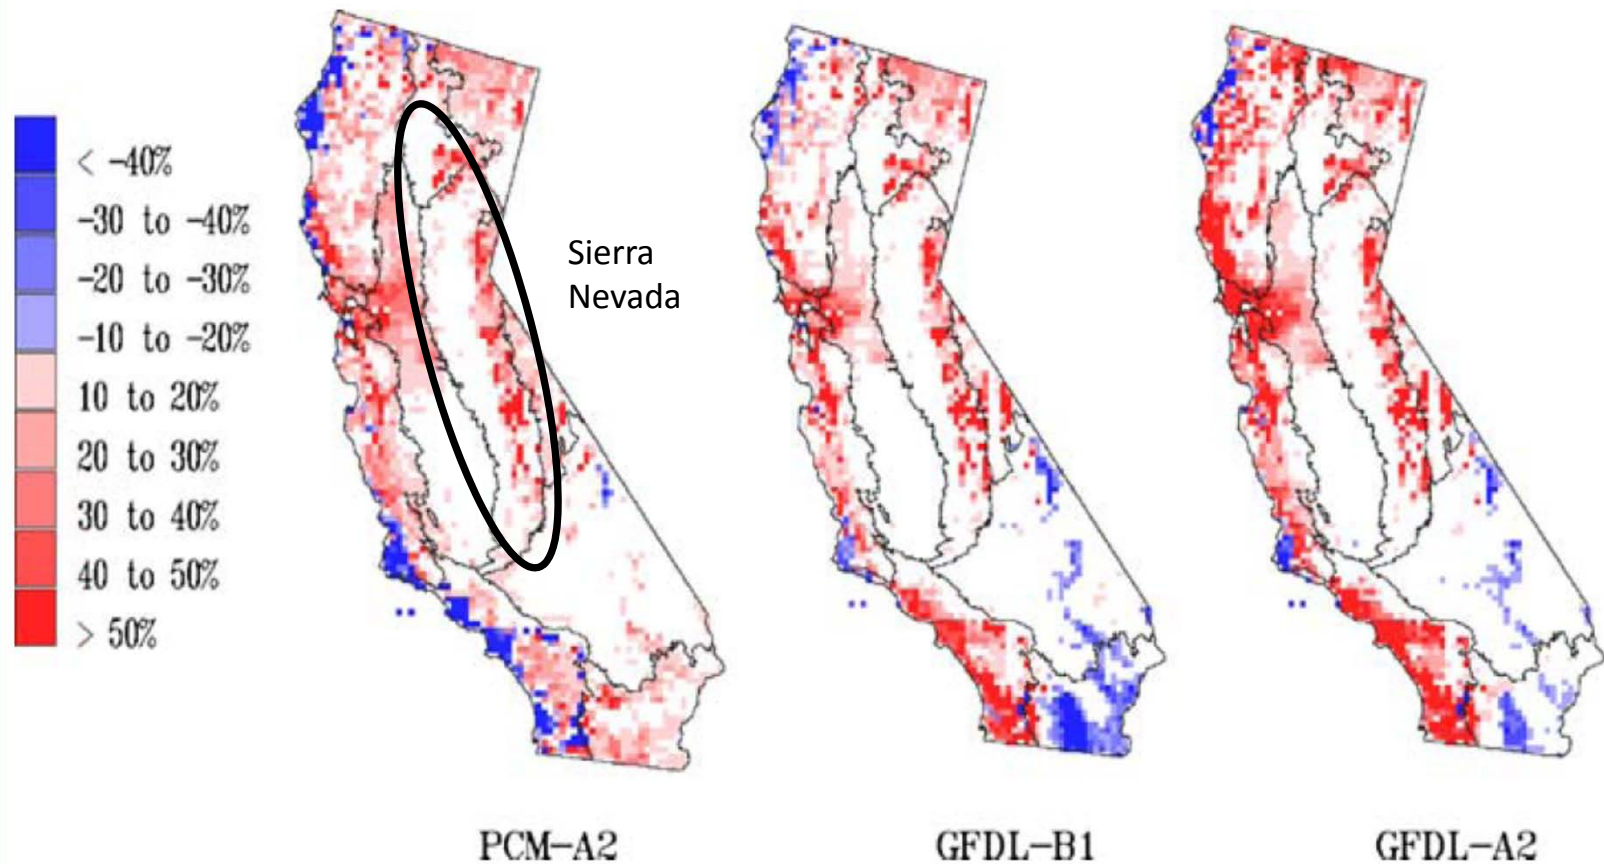 < -40%
-30 to -40%
-20 to -30%
-10 to -20%
10 to 20%
20 to 30%
30 to 40%
40 to 50%
> 50%
Sierra
Nevada
PCM-A2
GFDL-B1
GFDL-A2